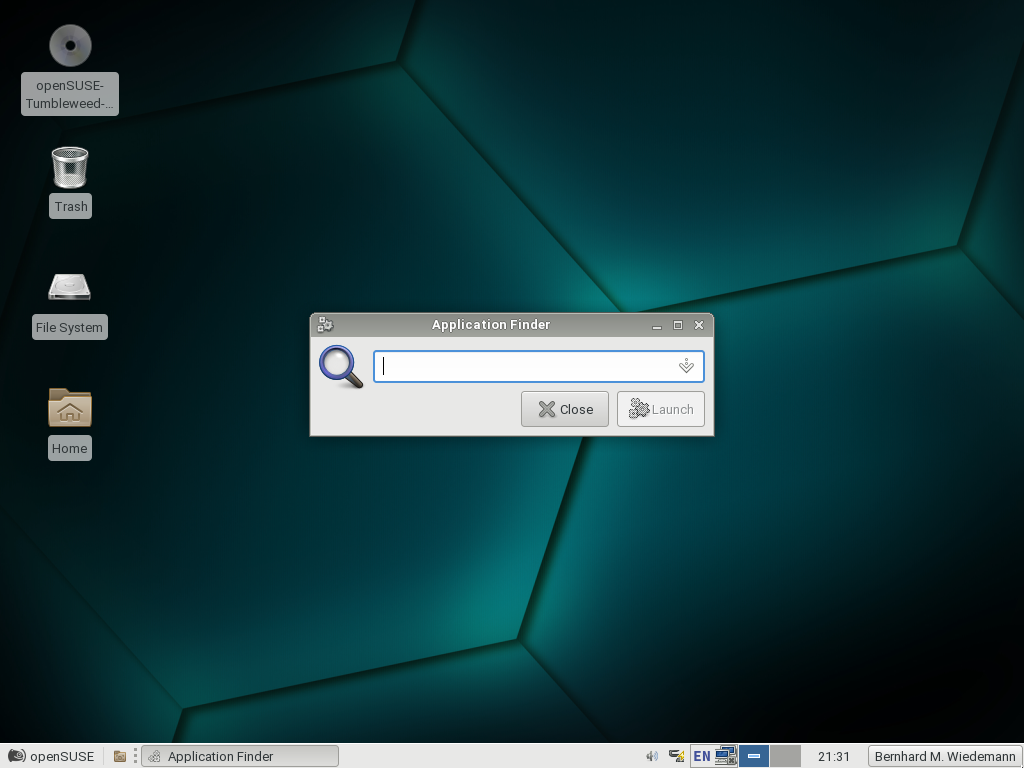 openSUSE-
Tumbleweed-...
Trash
File System
Home
Application Finder
Close
Launch
openSUSE
Application Finder
EN
21:31
Bernhard M. Wiedemann